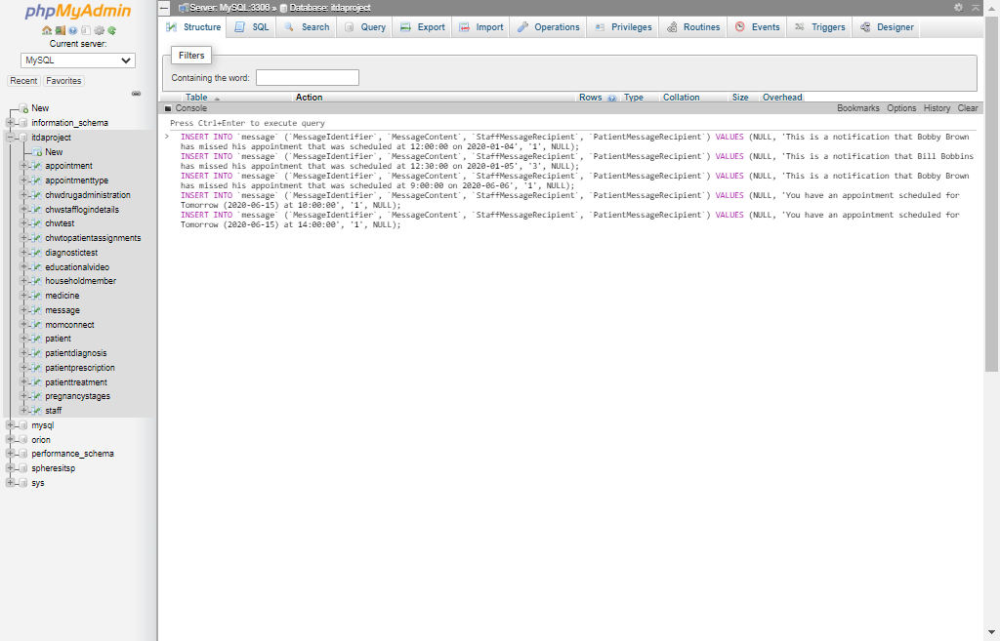 phpMyAdmin
Current server:
MySQL
Recent Favorites
New
information_schema
itdaproject
New
appointment
appointmenttype
chwdrugadministration
chwstafflogindetails
chwtest
chwtopatientassignments
diagnostictest
educationalvideo
householdmember
medicine
message
momconnect
patient
patientdiagnosis
patientprescription
patienttreatment
pregnancystages
staff
mysql
orion
performance_schema
spheresitsp
sys
Server: MySQL:3308 » Database: itdaproject
Structure SQL Search Query Export Import Operations Privileges Routines Events Triggers Designer
Filters
Containing the word:
Table Action Rows Type Collation Size Overhead
Console Bookmarks Options History Clear
Press Ctrl+Enter to execute query
> INSERT INTO `message` (`MessageIdentifier`, `MessageContent`, `StaffMessageRecipient`, `PatientMessageRecipient`) VALUES (NULL, 'This is a notification that Bobby Brown
has missed his appointment that was scheduled at 12:00:00 on 2020-01-04', '1', NULL);
INSERT INTO `message` (`MessageIdentifier`, `MessageContent`, `StaffMessageRecipient`, `PatientMessageRecipient`) VALUES (NULL, 'This is a notification that Bill Bobbins
has missed his appointment that was scheduled at 12:30:00 on 2020-01-05', '3', NULL);
INSERT INTO `message` (`MessageIdentifier`, `MessageContent`, `StaffMessageRecipient`, `PatientMessageRecipient`) VALUES (NULL, 'This is a notification that Bobby Brown
has missed his appointment that was scheduled at 9:00:00 on 2020-06-06', '1', NULL);
INSERT INTO `message` (`MessageIdentifier`, `MessageContent`, `StaffMessageRecipient`, `PatientMessageRecipient`) VALUES (NULL, 'You have an appointment scheduled for
Tomorrow (2020-06-15) at 10:00:00', '1', NULL);
INSERT INTO `message` (`MessageIdentifier`, `MessageContent`, `StaffMessageRecipient`, `PatientMessageRecipient`) VALUES (NULL, 'You have an appointment scheduled for
Tomorrow (2020-06-15) at 14:00:00', '1', NULL);